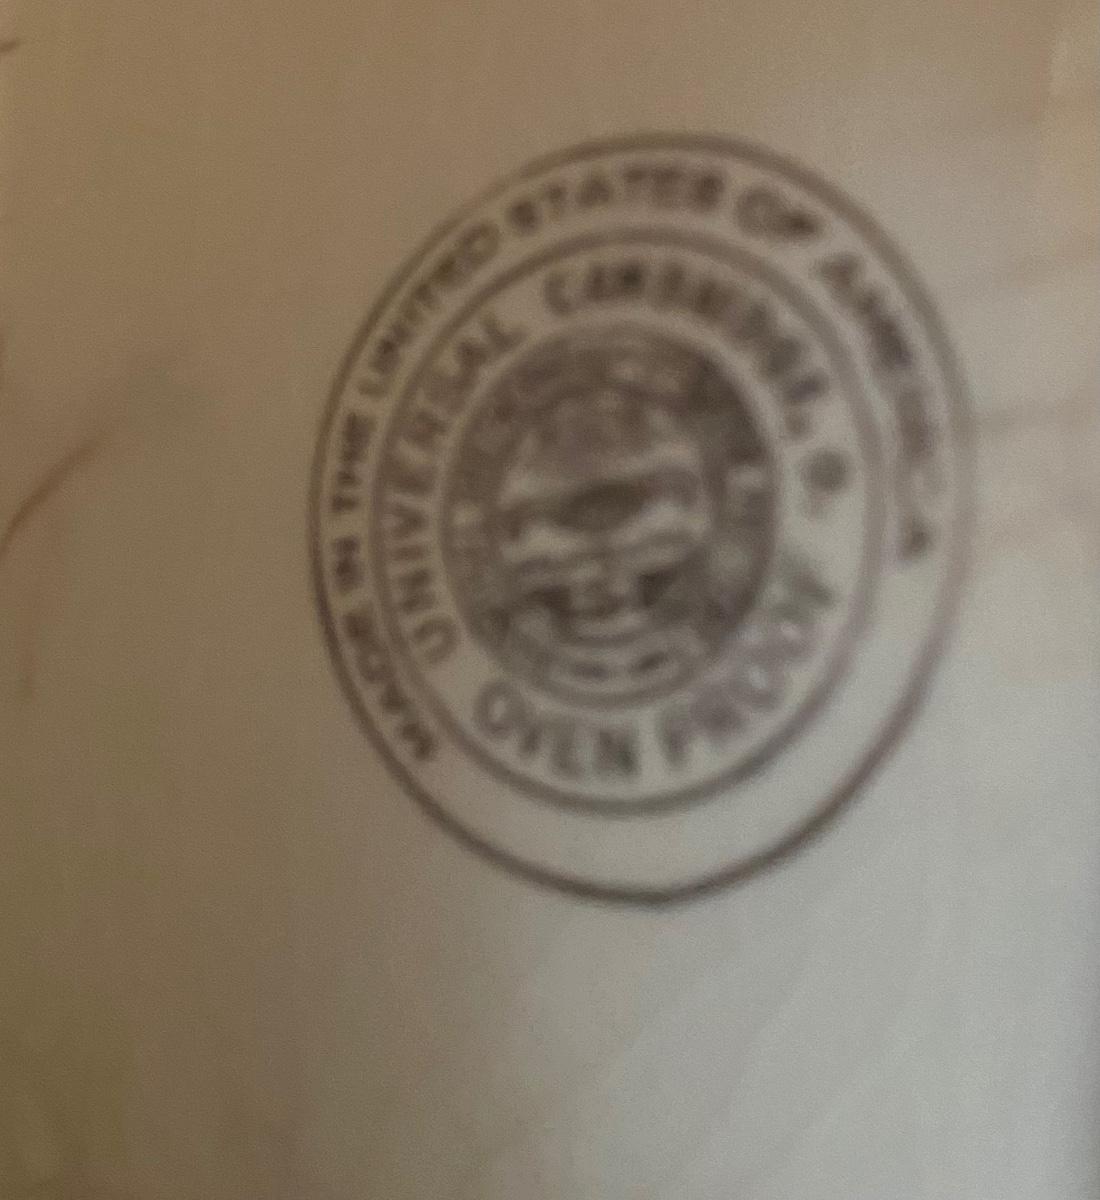 MADE IN THE UNITED STATES OF AMERICA
UNIVERSAL CAMBRIDGE, O.
OVEN PROOF